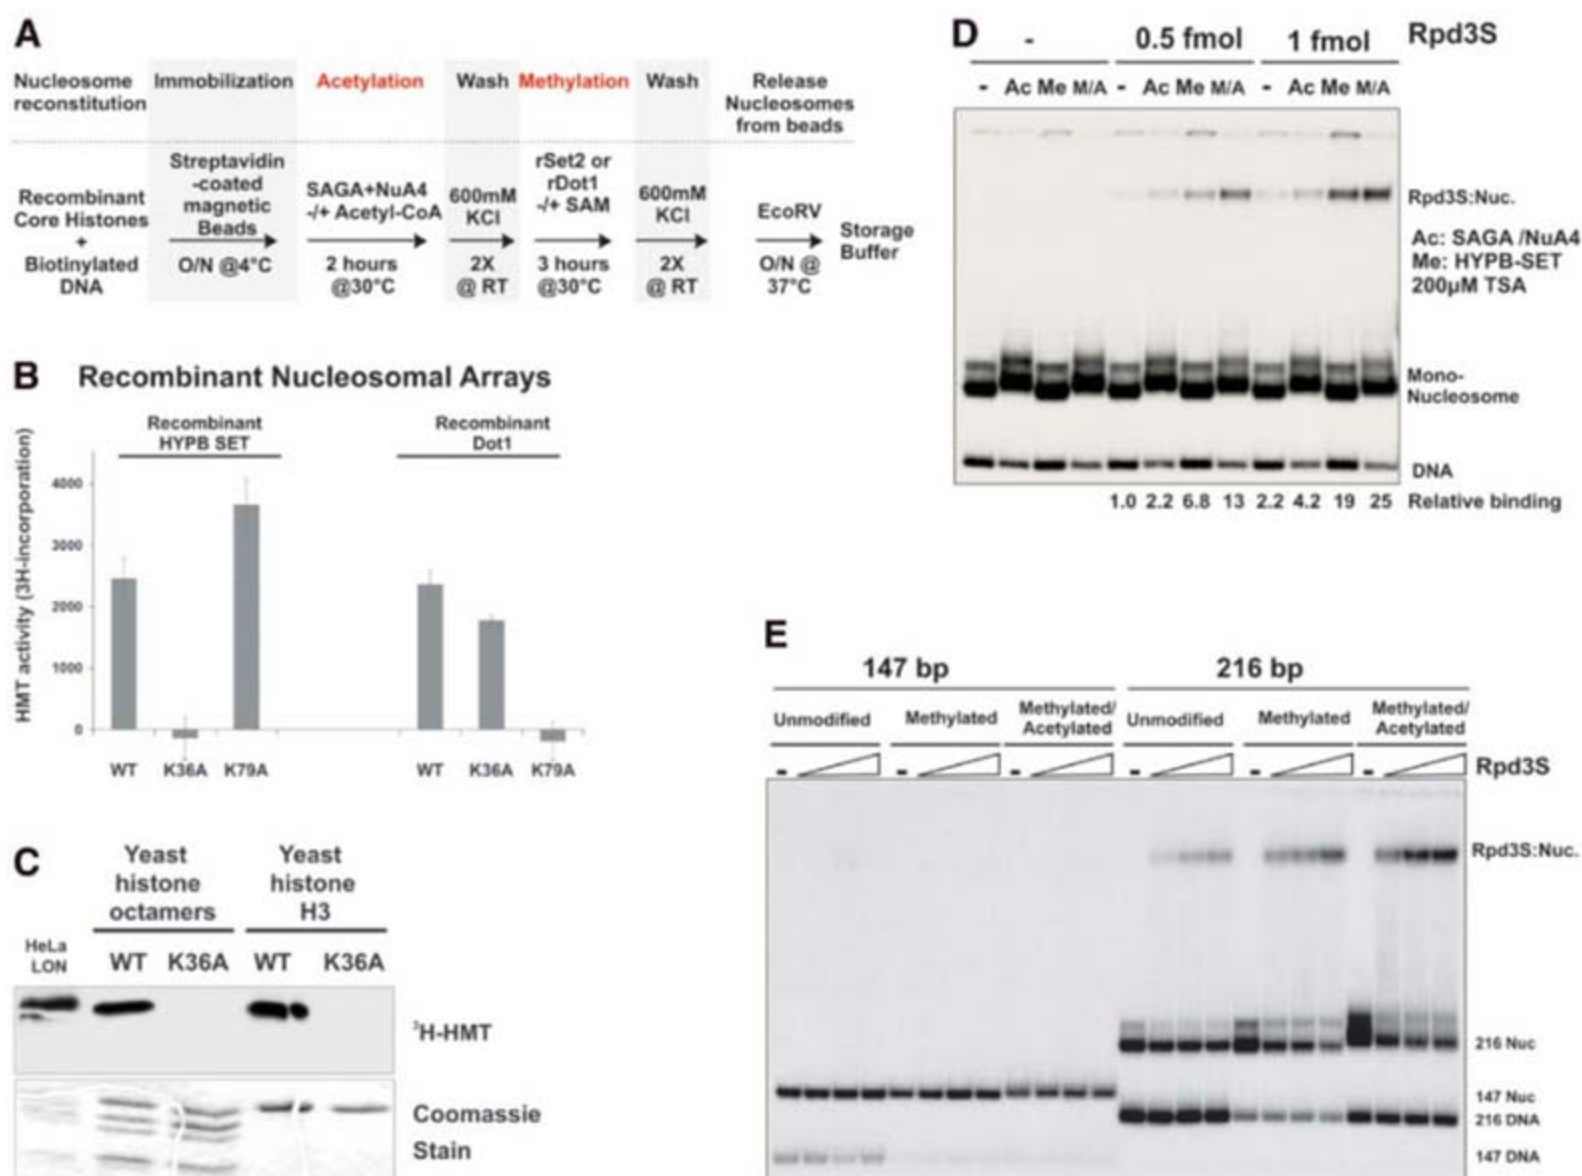 A
Nucleosome reconstitution
Immobilization
Acetylation
Wash
Methylation
Wash
Release Nucleosomes from beads
Recombinant Core Histones + Biotinylated DNA
Streptavidin -coated magnetic Beads
O/N @4°C
SAGA+NuA4 -/+ Acetyl-CoA
2 hours @30°C
600mM KCl
2X @ RT
rSet2 or rDot1 -/+ SAM
3 hours @30°C
600mM KCl
2X @ RT
EcoRV
O/N @ 37°C
Storage Buffer
B Recombinant Nucleosomal Arrays
Recombinant HYPB SET
Recombinant Dot1
HMT activity (3H-incorporation)
4000
3000
2000
1000
0
WT K36A K79A WT K36A K79A
C
Yeast histone octamers
Yeast histone H3
HeLa LON
WT K36A WT K36A
³H-HMT
Coomassie
Stain
D
- 0.5 fmol 1 fmol Rpd3S
- Ac Me M/A - Ac Me M/A - Ac Me M/A
Rpd3S:Nuc.
Ac: SAGA /NuA4
Me: HYPB-SET
200µM TSA
Mono-
Nucleosome
DNA
1.0 2.2 6.8 13 2.2 4.2 19 25 Relative binding
E
147 bp 216 bp
Unmodified Methylated Methylated/ Acetylated Unmodified Methylated Methylated/ Acetylated
- - - - - - Rpd3S
Rpd3S:Nuc.
216 Nuc
147 Nuc
216 DNA
147 DNA